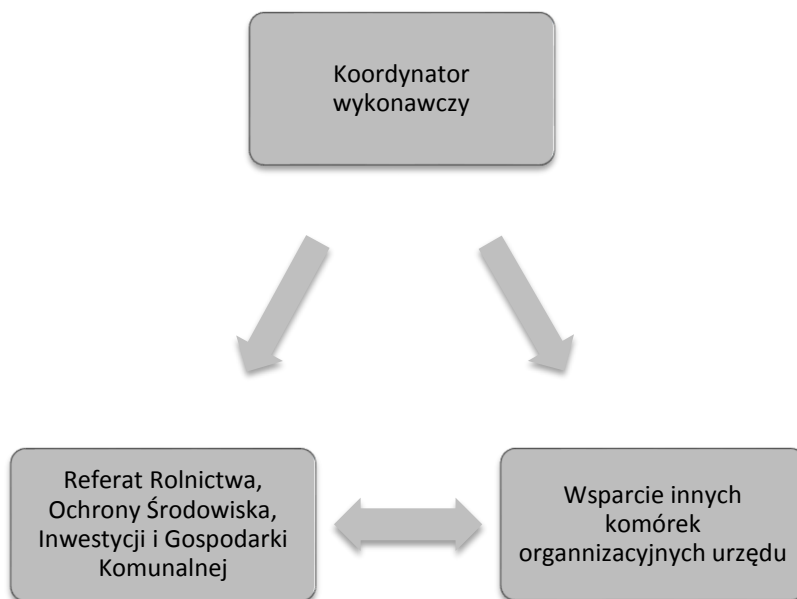 Koordynator
wykonawczy
Referat Rolnictwa,
Ochrony Środowiska,
Inwestycji i Gospodarki
Komunalnej
Wsparcie innych
komórek
organnizacyjnych urzędu